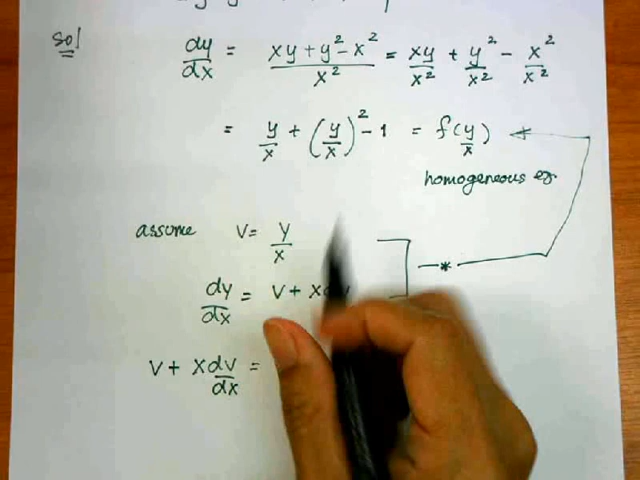 sol
dy/dx = (xy + y² - x²)/x² = xy/x² + y²/x² - x²/x²
= y/x + (y/x)² - 1 = f(y/x)
homogeneous eq
assume v = y/x
*
dy/dx = v + x
v + x dv/dx =